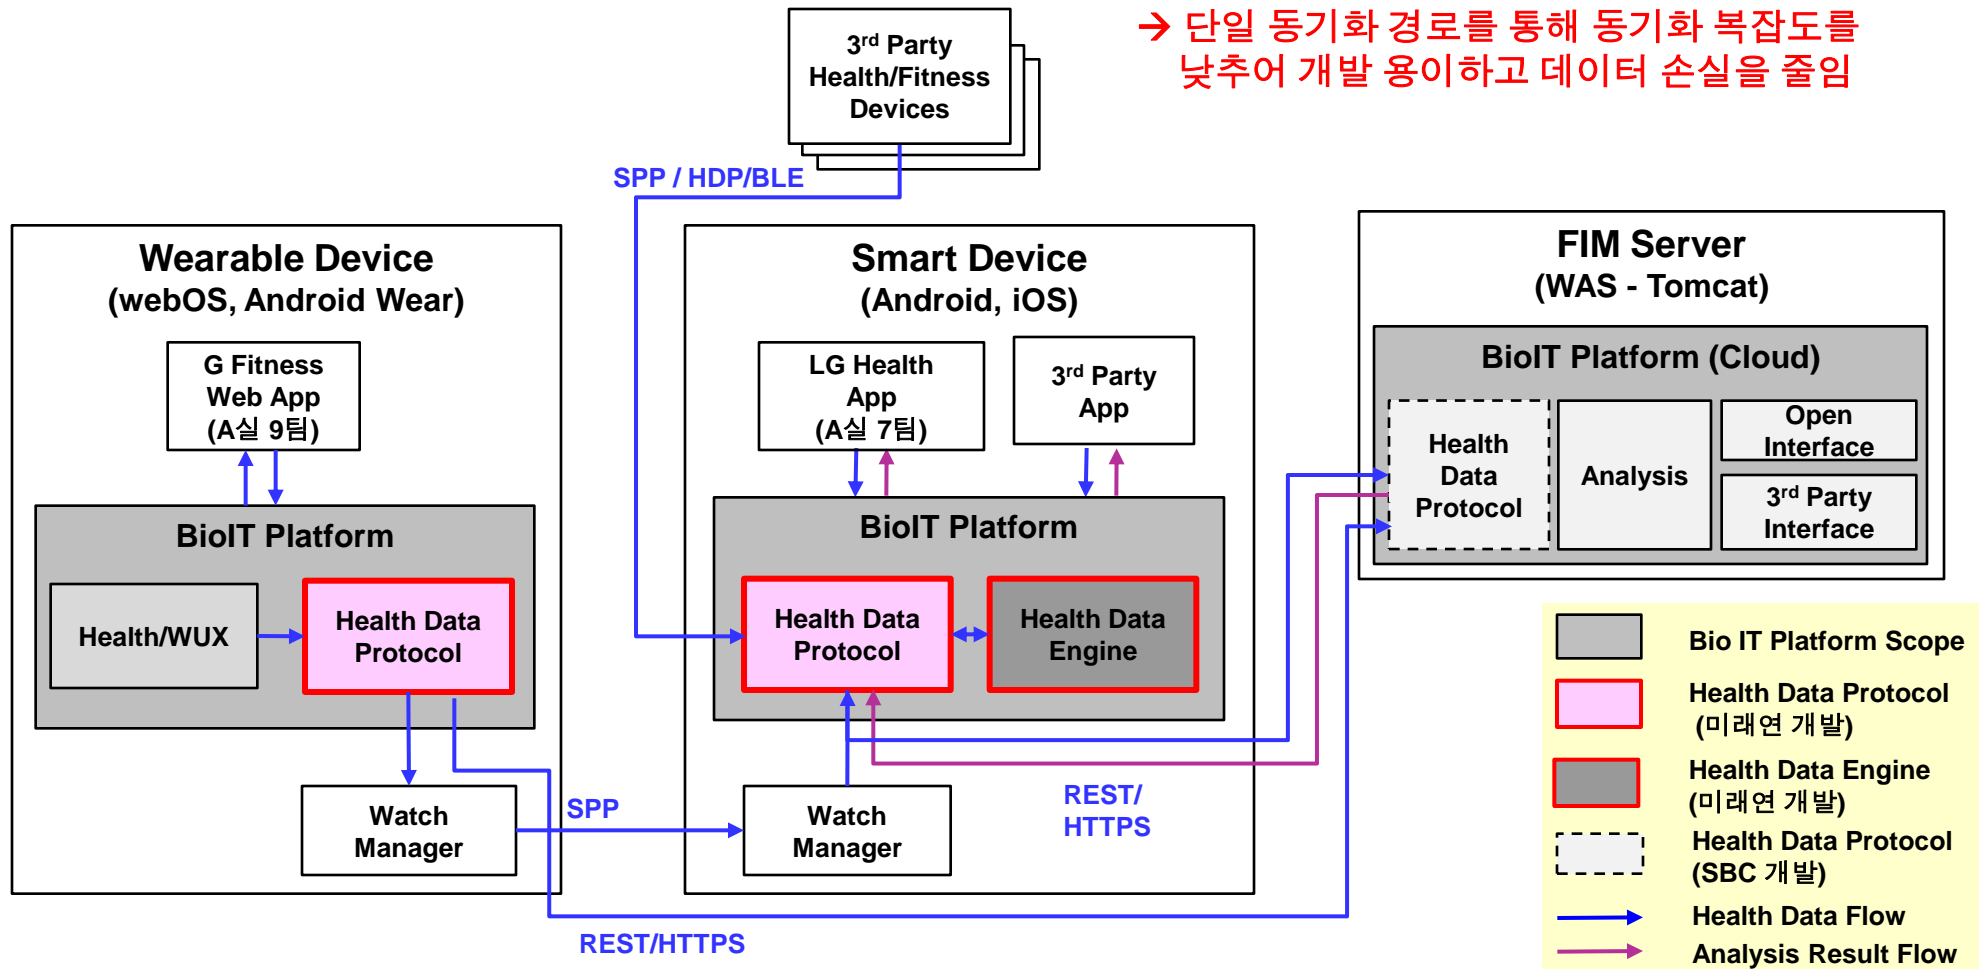 → 단일 동기화 경로를 통해 동기화 복잡도를
낮추어 개발 용이하고 데이터 손실을 줄임
3rd Party
Health/Fitness
Devices
SPP / HDP/BLE
Wearable Device
(webOS, Android Wear)
G Fitness
Web App
(A실 9팀)
BioIT Platform
Health/WUX
Health Data
Protocol
Watch
Manager
SPP
REST/HTTPS
Smart Device
(Android, iOS)
LG Health
App
(A실 7팀)
3rd Party
App
BioIT Platform
Health Data
Protocol
Health Data
Engine
Watch
Manager
REST/
HTTPS
FIM Server
(WAS - Tomcat)
BioIT Platform (Cloud)
Health
Data
Protocol
Analysis
Open
Interface
3rd Party
Interface
Bio IT Platform Scope
Health Data Protocol
(미래연 개발)
Health Data Engine
(미래연 개발)
Health Data Protocol
(SBC 개발)
Health Data Flow
Analysis Result Flow